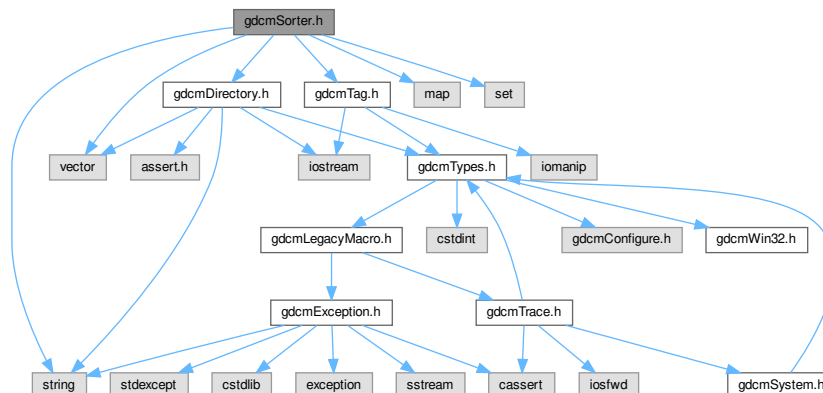 gdcmSorter.h
gdcmDirectory.h
gdcmTag.h
map
set
vector
assert.h
iostream
gdcmTypes.h
iomanip
gdcmLegacyMacro.h
cstdint
gdcmConfigure.h
gdcmWin32.h
gdcmException.h
gdcmTrace.h
string
stdexcept
cstdlib
exception
sstream
cassert
iosfwd
gdcmSystem.h